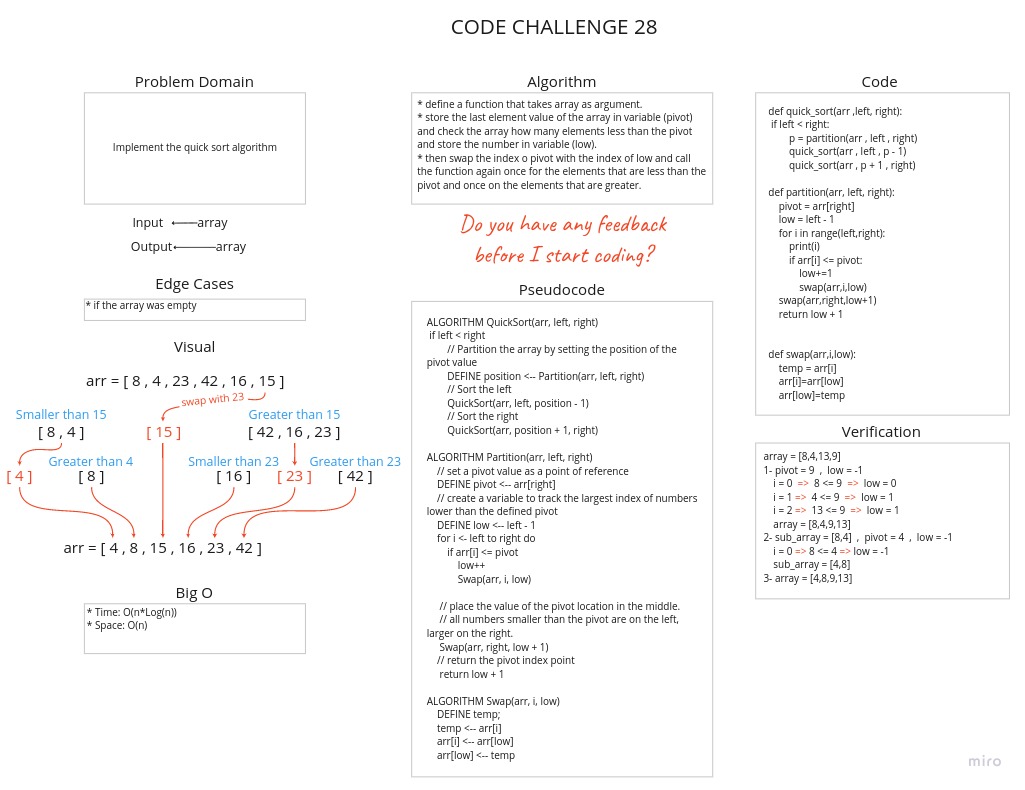 CODE CHALLENGE 28
Problem Domain
Implement the quick sort algorithm
Input ⟵ array
Output ⟵ array
Edge Cases
* if the array was empty
Visual
arr = [ 8 , 4 , 23 , 42 , 16 , 15 ]
swap with 23
Smaller than 15
Greater than 15
[ 8 , 4 ]
[ 15 ]
[ 42 , 16 , 23 ]
Greater than 4
Smaller than 23
Greater than 23
[ 4 ]
[ 8 ]
[ 16 ]
[ 23 ]
[ 42 ]
arr = [ 4 , 8 , 15 , 16 , 23 , 42 ]
Big O
* Time: O(n*Log(n))
* Space: O(n)
Algorithm
* define a function that takes array as argument.
* store the last element value of the array in variable (pivot)
and check the array how many elements less than the pivot
and store the number in variable (low).
* then swap the index o pivot with the index of low and call
the function again once for the elements that are less than the
pivot and once on the elements that are greater.
Do you have any feedback
before I start coding?
Pseudocode
ALGORITHM QuickSort(arr, left, right)
if left < right
// Partition the array by setting the position of the
pivot value
DEFINE position <-- Partition(arr, left, right)
// Sort the left
QuickSort(arr, left, position - 1)
// Sort the right
QuickSort(arr, position + 1, right)
ALGORITHM Partition(arr, left, right)
// set a pivot value as a point of reference
DEFINE pivot <-- arr[right]
// create a variable to track the largest index of numbers
lower than the defined pivot
DEFINE low <-- left - 1
for i <- left to right do
if arr[i] <= pivot
low++
Swap(arr, i, low)
// place the value of the pivot location in the middle.
// all numbers smaller than the pivot are on the left,
larger on the right.
Swap(arr, right, low + 1)
// return the pivot index point
return low + 1
ALGORITHM Swap(arr, i, low)
DEFINE temp;
temp <-- arr[i]
arr[i] <-- arr[low]
arr[low] <-- temp
Code
def quick_sort(arr ,left, right):
if left < right:
p = partition(arr , left , right)
quick_sort(arr , left , p - 1)
quick_sort(arr , p + 1 , right)
def partition(arr, left, right):
pivot = arr[right]
low = left - 1
for i in range(left,right):
print(i)
if arr[i] <= pivot:
low+=1
swap(arr,i,low)
swap(arr,right,low+1)
return low + 1
def swap(arr,i,low):
temp = arr[i]
arr[i]=arr[low]
arr[low]=temp
Verification
array = [8,4,13,9]
1- pivot = 9 , low = -1
i = 0 => 8 <= 9 => low = 0
i = 1 => 4 <= 9 => low = 1
i = 2 => 13 <= 9 => low = 1
array = [8,4,9,13]
2- sub_array = [8,4] , pivot = 4 , low = -1
i = 0 => 8 <= 4 => low = -1
sub_array = [4,8]
3- array = [4,8,9,13]
miro